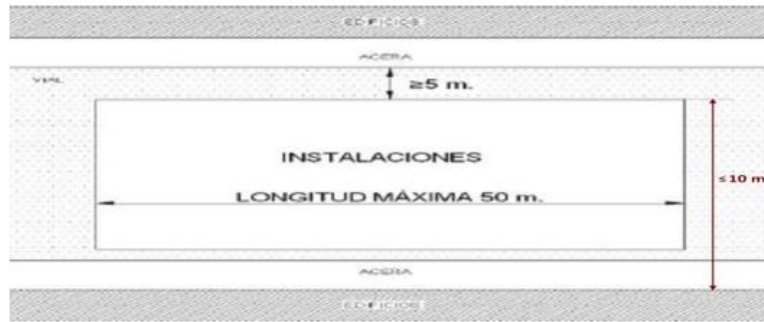 EDIFICIOS
ACERA
VIAL
≥5 m.
INSTALACIONES
≤10 m
LONGITUD MÁXIMA 50 m.
ACERA
EDIFICIOS